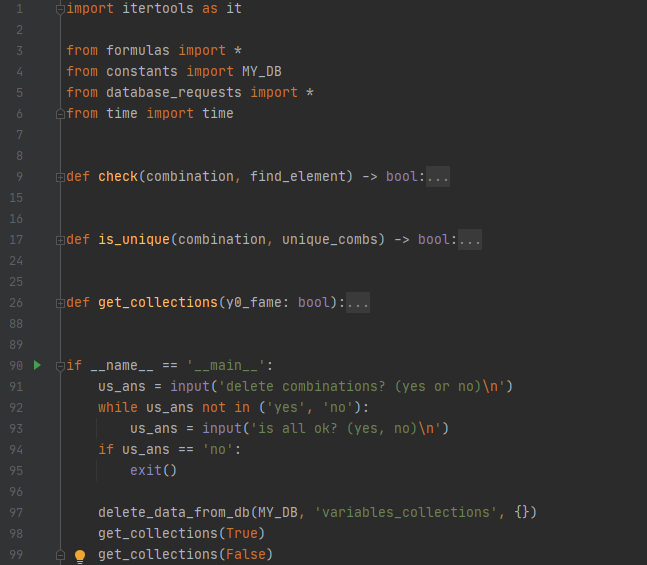 1 import itertools as it
2
3 from formulas import *
4 from constants import MY_DB
5 from database_requests import *
6 from time import time
7
8
9 def check(combination, find_element) -> bool:...
15
16
17 def is_unique(combination, unique_combs) -> bool:...
24
25
26 def get_collections(y0_fame: bool):...
88
89
90 if __name__ == '__main__':
91     us_ans = input('delete combinations? (yes or no)\n')
92     while us_ans not in ('yes', 'no'):
93         us_ans = input('is all ok? (yes, no)\n')
94     if us_ans == 'no':
95         exit()
96
97     delete_data_from_db(MY_DB, 'variables_collections', {})
98     get_collections(True)
99     get_collections(False)